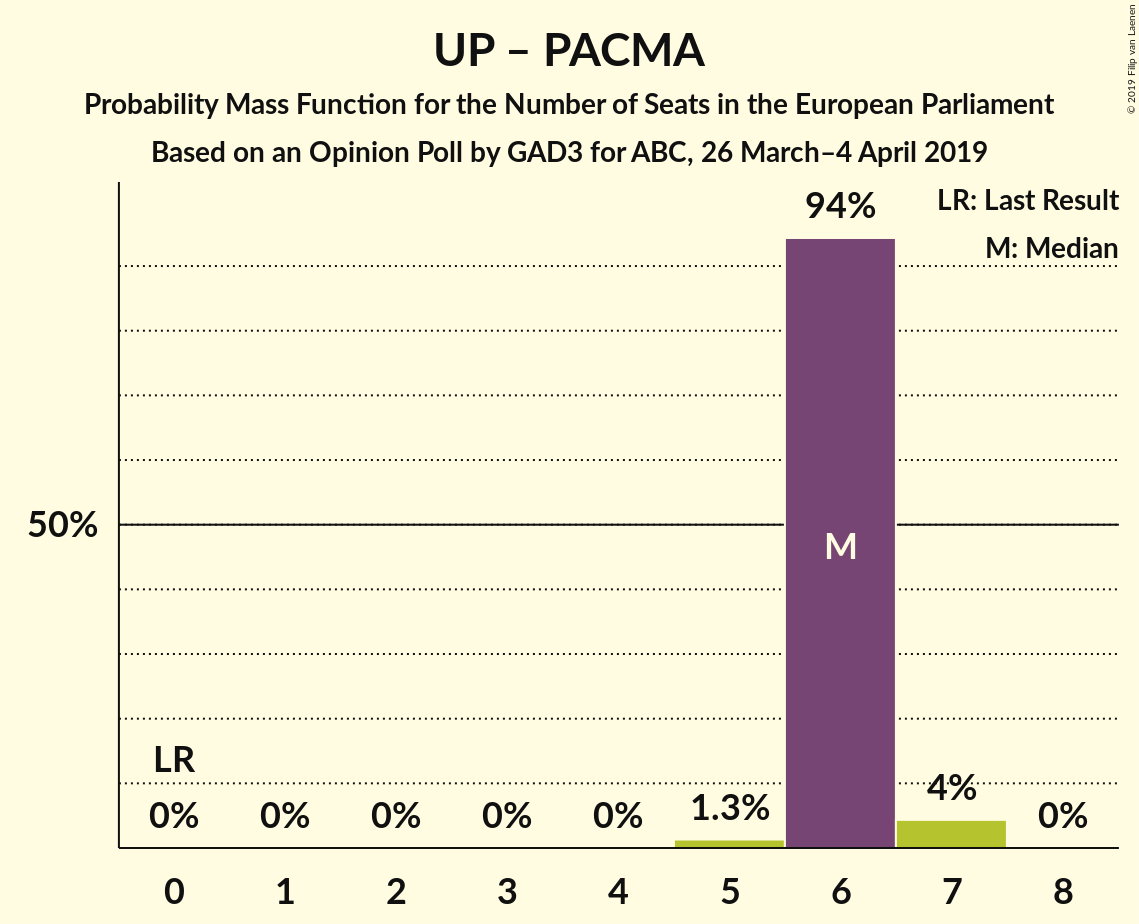 UP – PACMA
Probability Mass Function for the Number of Seats in the European Parliament
Based on an Opinion Poll by GAD3 for ABC, 26 March–4 April 2019
© 2019 Filip van Laenen
LR: Last Result
M: Median
94%
50%
M
LR
0% 0% 0% 0% 0% 1.3% 4% 0%
0 1 2 3 4 5 6 7 8